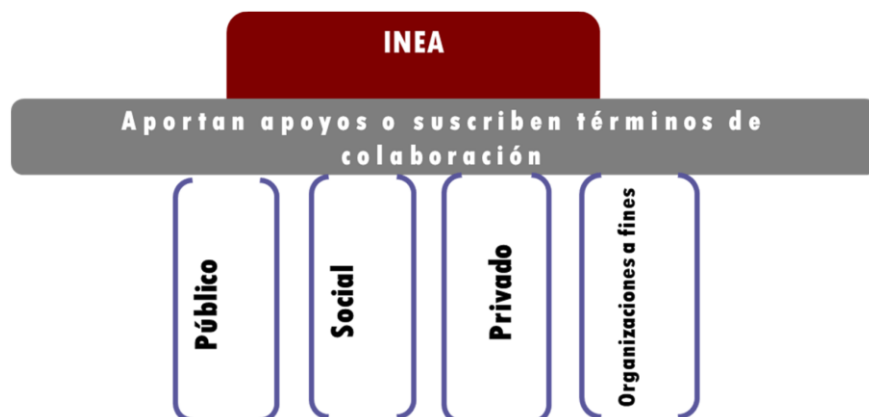 INEA
Aportan apoyos o suscriben términos de
colaboración
Público
Social
Privado
Organizaciones a fines